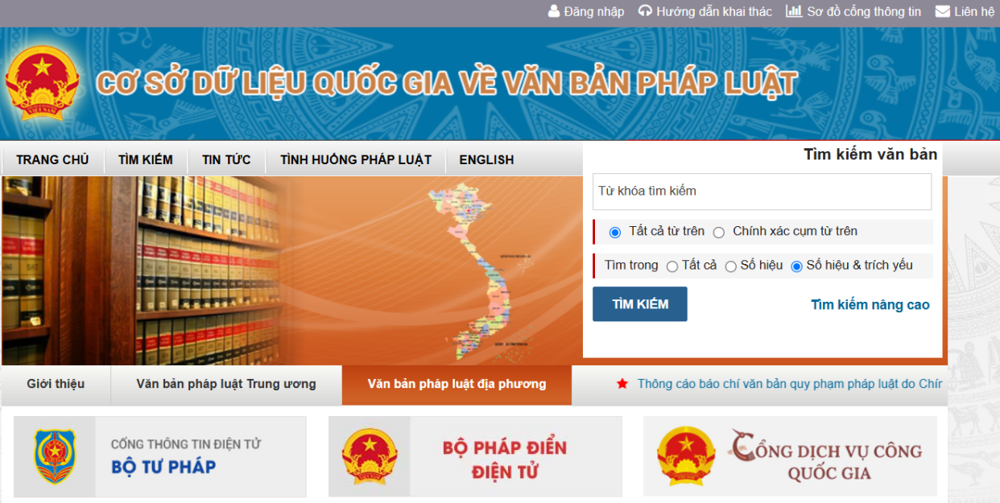 Đăng nhập Hướng dẫn khai thác Sơ đồ cổng thông tin Liên hệ
CƠ SỞ DỮ LIỆU QUỐC GIA VỀ VĂN BẢN PHÁP LUẬT
TRANG CHỦ TÌM KIẾM TIN TỨC TÌNH HUỐNG PHÁP LUẬT ENGLISH
Tìm kiếm văn bản
Từ khóa tìm kiếm
Tất cả từ trên Chính xác cụm từ trên
Tìm trong Tất cả Số hiệu Số hiệu & trích yếu
TÌM KIẾM Tìm kiếm nâng cao
Giới thiệu Văn bản pháp luật Trung ương Văn bản pháp luật địa phương Thông cáo báo chí văn bản quy phạm pháp luật do Chín
CỔNG THÔNG TIN ĐIỆN TỬ
BỘ TƯ PHÁP
BỘ PHÁP ĐIỂN
ĐIỆN TỬ
CỔNG DỊCH VỤ CÔNG
QUỐC GIA